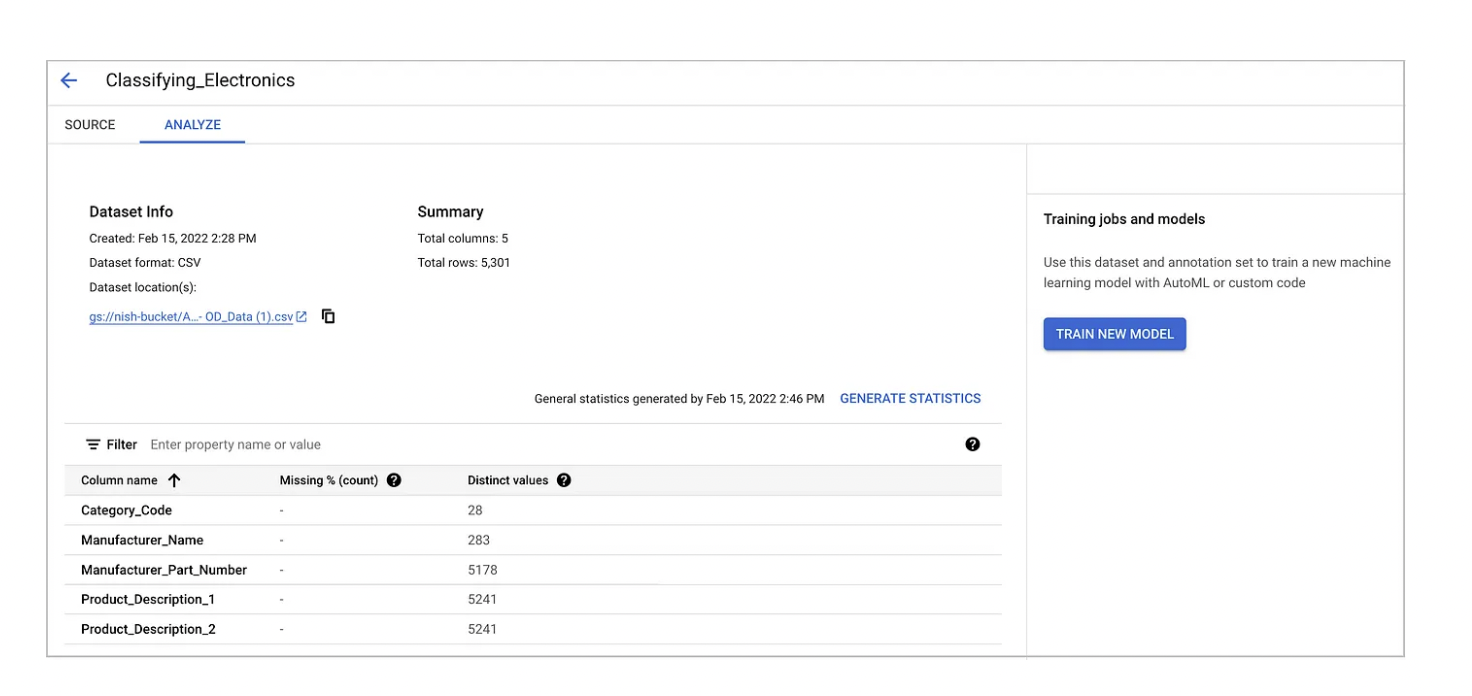 Classifying_Electronics
SOURCE ANALYZE
Dataset Info
Created: Feb 15, 2022 2:28 PM
Dataset format: CSV
Dataset location(s):
gs://nish-bucket/A...- OD_Data (1).csv
Summary
Total columns: 5
Total rows: 5,301
Training jobs and models
Use this dataset and annotation set to train a new machine
learning model with AutoML or custom code
TRAIN NEW MODEL
General statistics generated by Feb 15, 2022 2:46 PM GENERATE STATISTICS
Filter Enter property name or value
Column name Missing % (count) Distinct values
Category_Code - 28
Manufacturer_Name - 283
Manufacturer_Part_Number - 5178
Product_Description_1 - 5241
Product_Description_2 - 5241